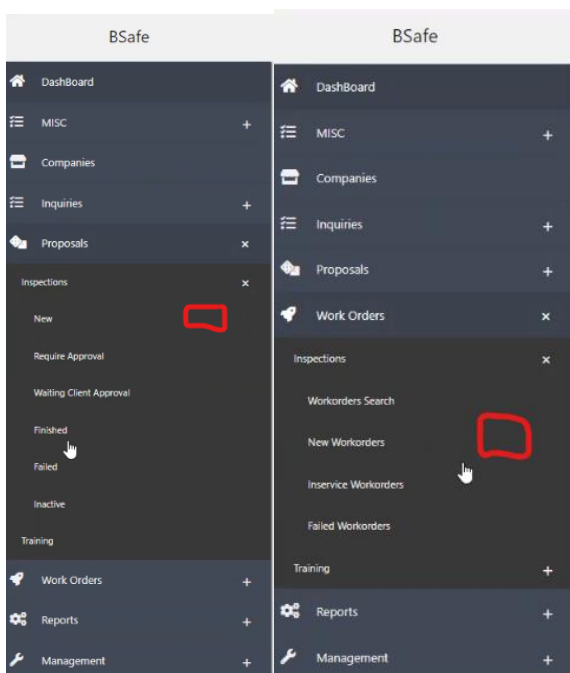 BSafe
DashBoard
MISC +
Companies
Inquiries +
Proposals ×
Inspections ×
New
Require Approval
Waiting Client Approval
Finished
Failed
Inactive
Training
Work Orders +
Reports +
Management +
BSafe
DashBoard
MISC +
Companies
Inquiries +
Proposals +
Work Orders ×
Inspections ×
Workorders Search
New Workorders
Inservice Workorders
Failed Workorders
Training +
Reports +
Management +